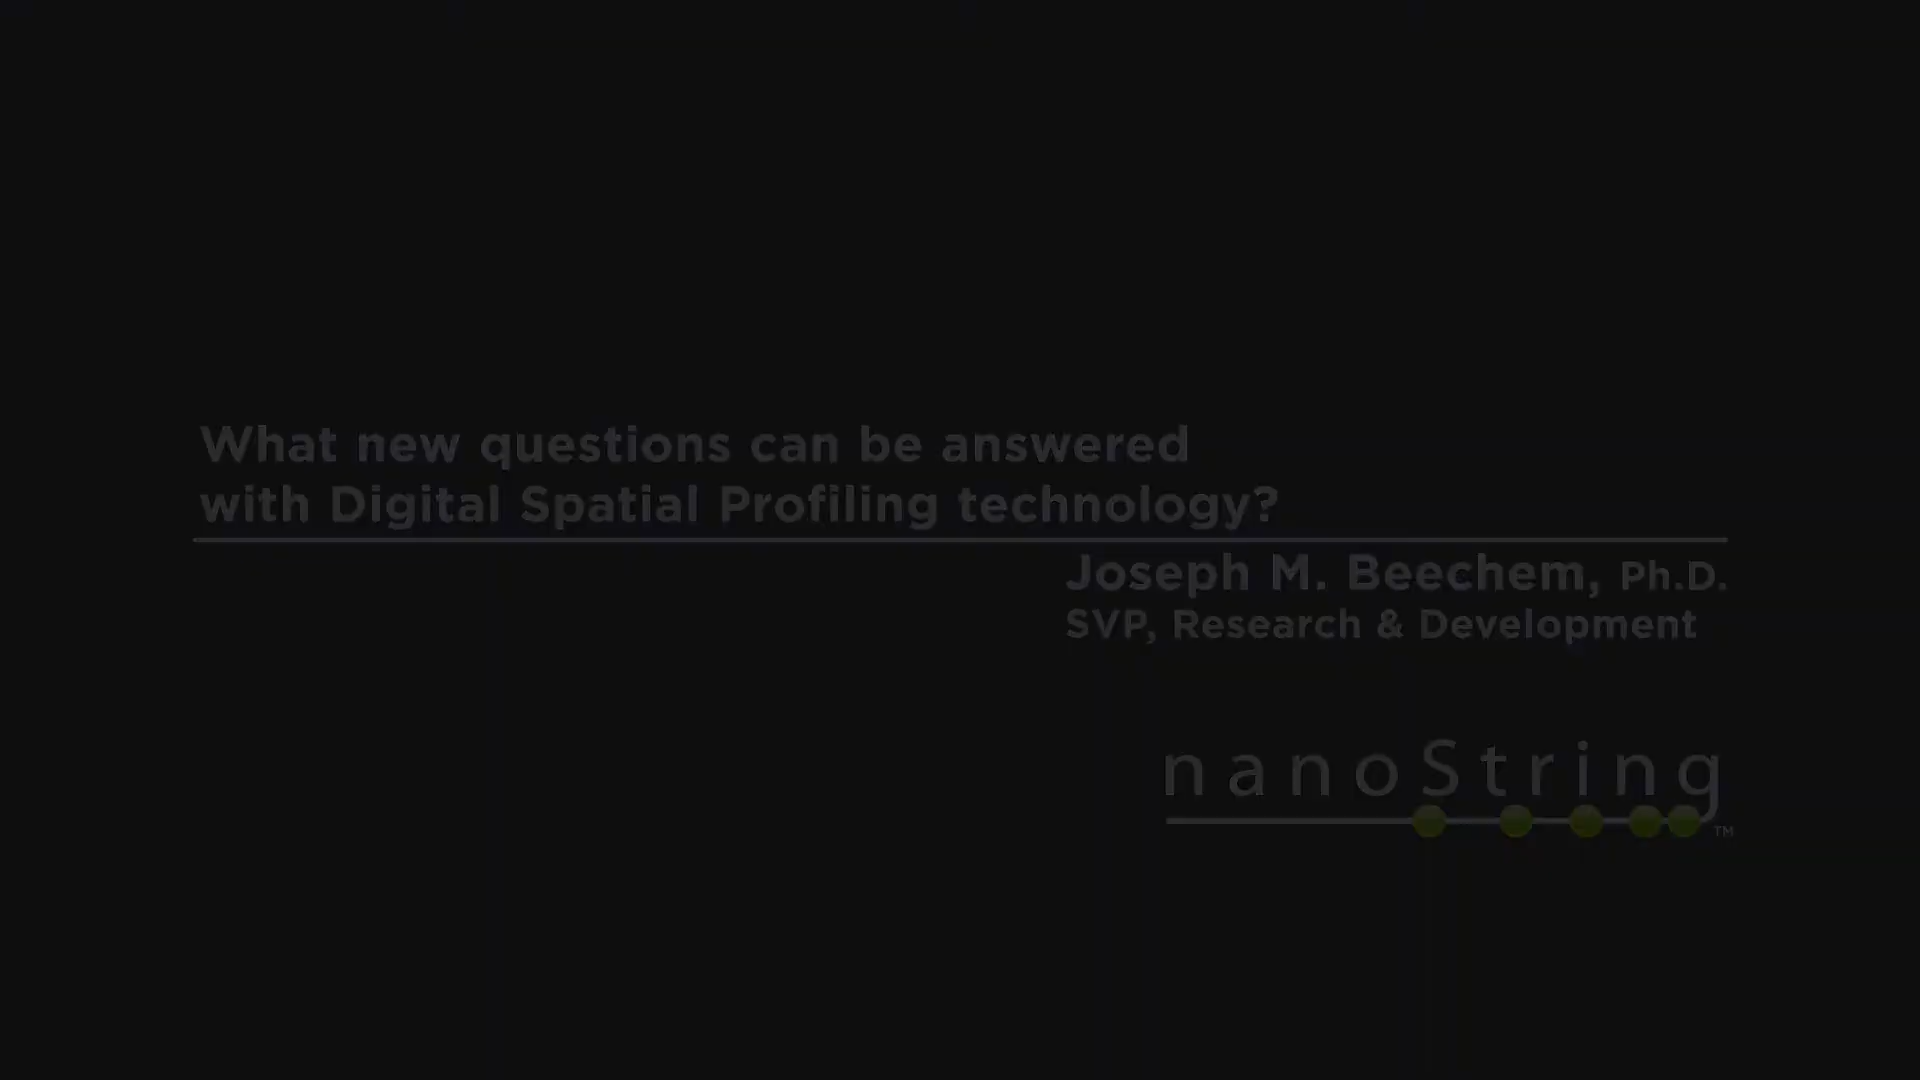 What new questions can be answered
with Digital Spatial Profiling technology?
Joseph M. Beechem, Ph.D.
SVP, Research & Development
nanoString
TM